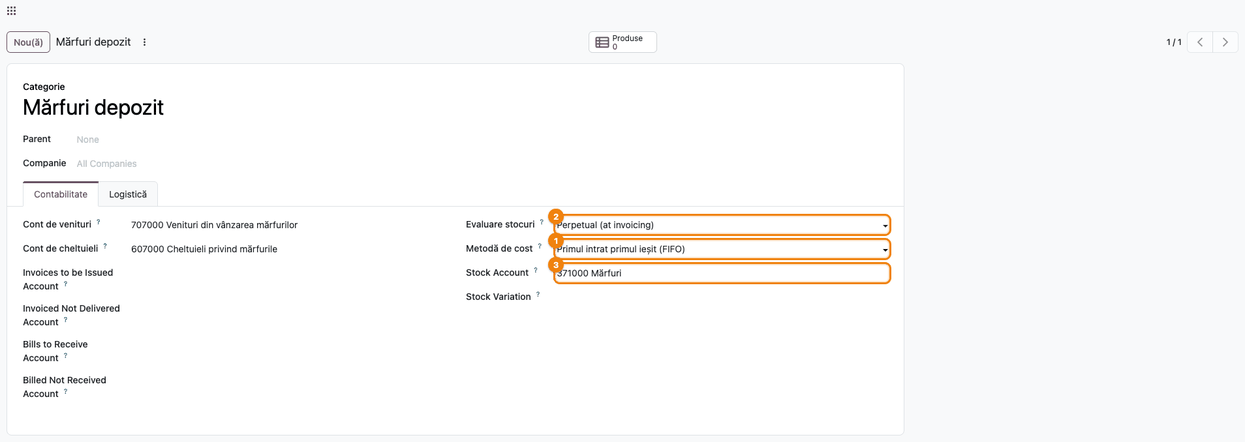 Nou(ă)
Mărfuri depozit
Produse
0
1 / 1
Categorie
Mărfuri depozit
Parent None
Companie All Companies
Contabilitate Logistică
Cont de venituri ? 707000 Venituri din vânzarea mărfurilor
Cont de cheltuieli ? 607000 Cheltuieli privind mărfurile
Invoices to be Issued
Account ?
Invoiced Not Delivered
Account ?
Bills to Receive
Account ?
Billed Not Received
Account ?
2
Evaluare stocuri ? Perpetual (at invoicing)
1
Metodă de cost ? Primul intrat primul ieșit (FIFO)
3
Stock Account ? 371000 Mărfuri
Stock Variation ?